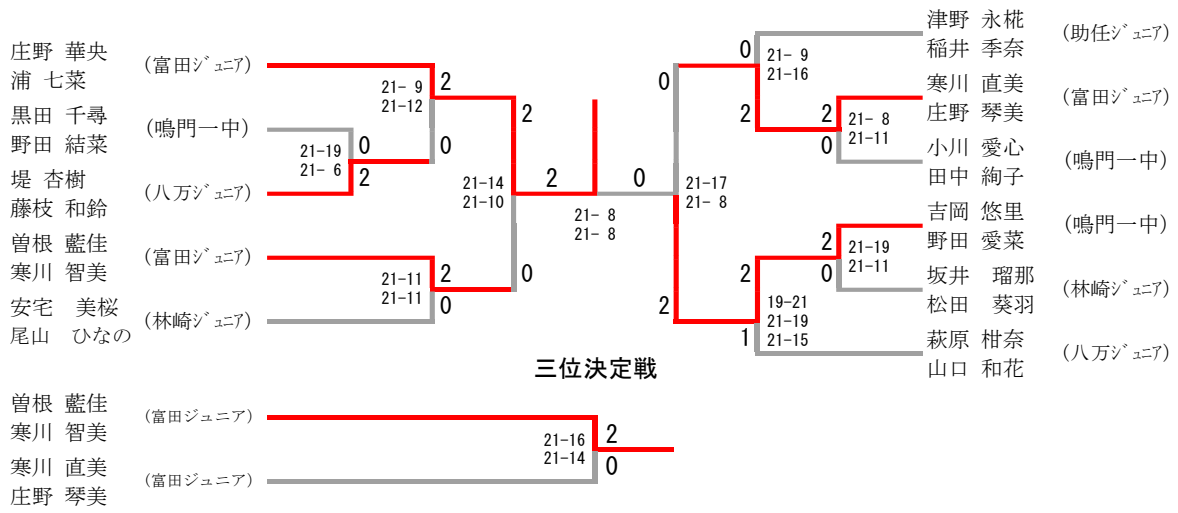 庄野 華央
浦 七菜
(富田ジュニア)
黒田 千尋
野田 結菜
(鳴門一中)
堤 杏樹
藤枝 和鈴
(八万ジュニア)
曽根 藍佳
寒川 智美
(富田ジュニア)
安宅 美桜
尾山 ひなの
(林崎ジュニア)
21- 9
21-12
2
0
21-19
21- 6
0
2
21-11
21-11
2
0
21-14
21-10
2
0
2
0
21- 8
21- 8
0
2
21-17
21- 8
0
2
21- 9
21-16
2
0
21- 8
21-11
2
0
21-19
21-11
2
1
19-21
21-19
21-15
津野 永椛
稲井 季奈
(助任ジュニア)
寒川 直美
庄野 琴美
(富田ジュニア)
小川 愛心
田中 絢子
(鳴門一中)
吉岡 悠里
野田 愛菜
(鳴門一中)
坂井 瑠那
松田 葵羽
(林崎ジュニア)
萩原 柑奈
山口 和花
(八万ジュニア)
三位決定戦
曽根 藍佳
寒川 智美
(富田ジュニア)
寒川 直美
庄野 琴美
(富田ジュニア)
21-16
21-14
2
0